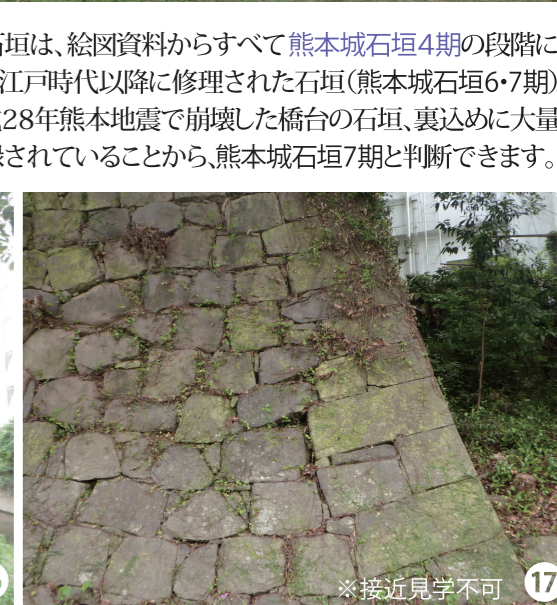 石垣は、絵図資料からすべて熊本城石垣4期の段階に
江戸時代以降に修理された石垣(熊本城石垣6・7期)
28年熊本地震で崩壊した橋台の石垣、裏込めに大量
されていることから、熊本城石垣7期と判断できます。
※接近見学不可
17